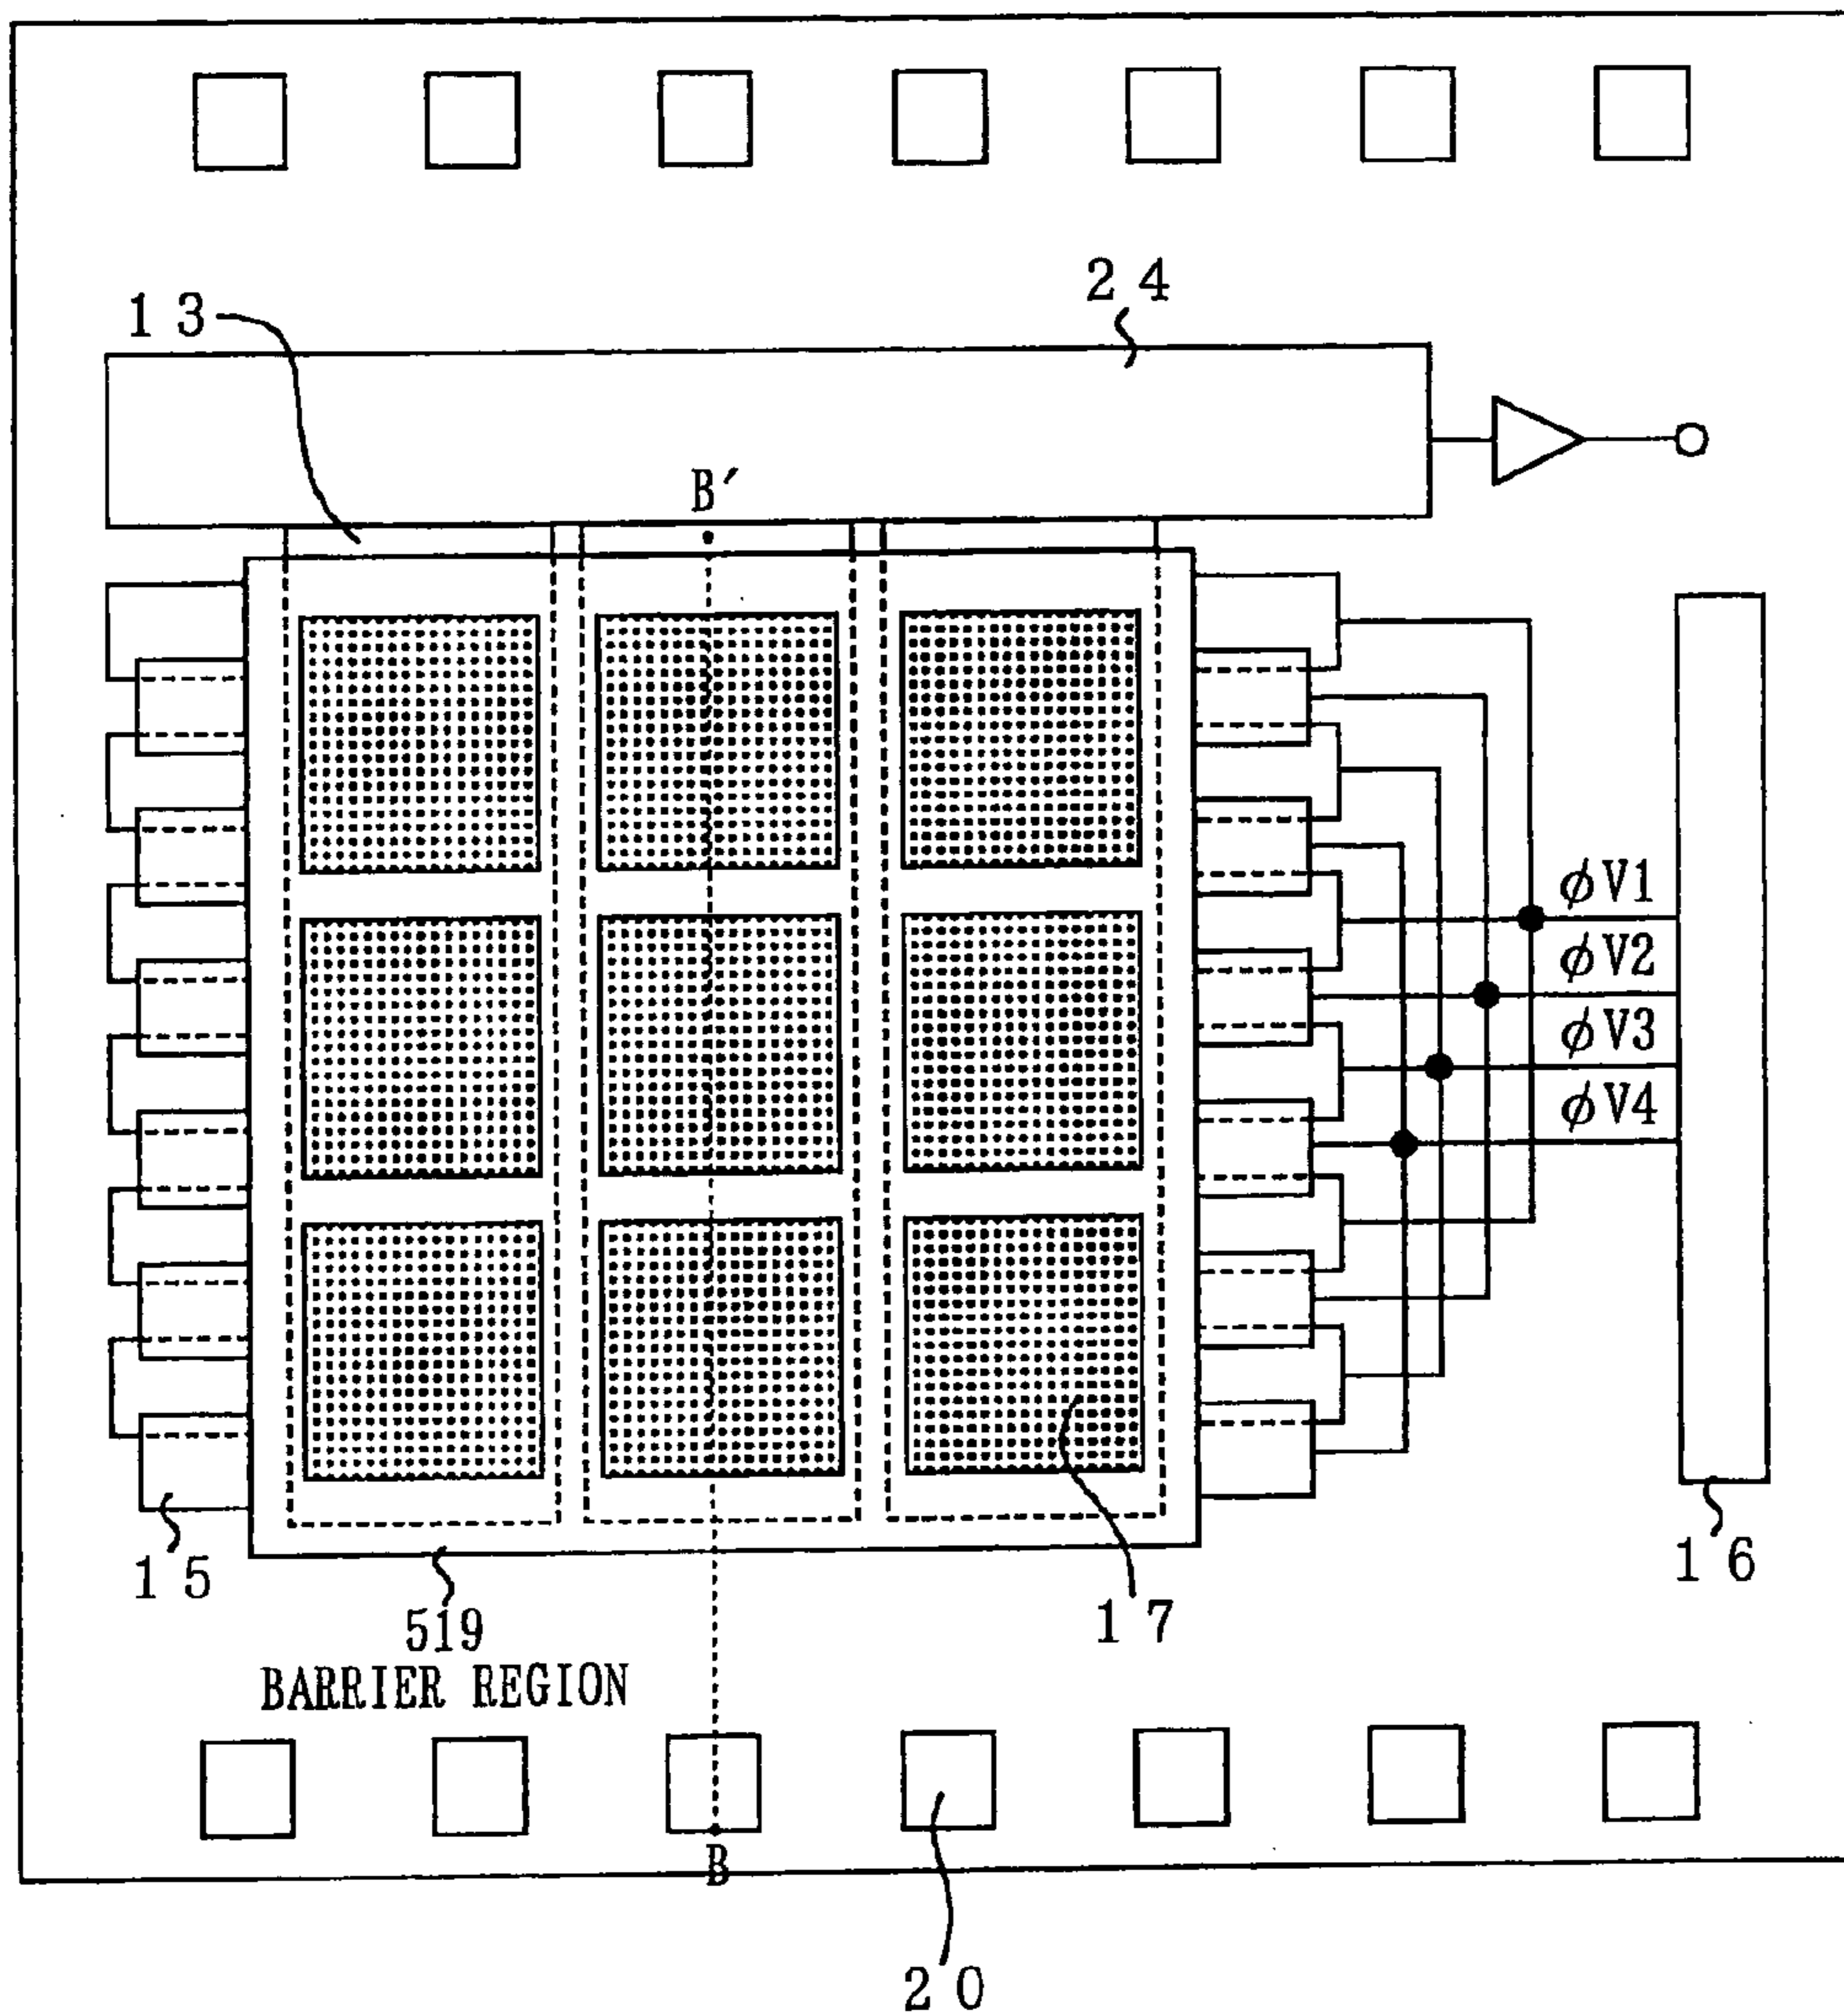 24
13
B′
φV1
φV2
φV3
φV4
15
519
BARRIER REGION
17
16
B
20